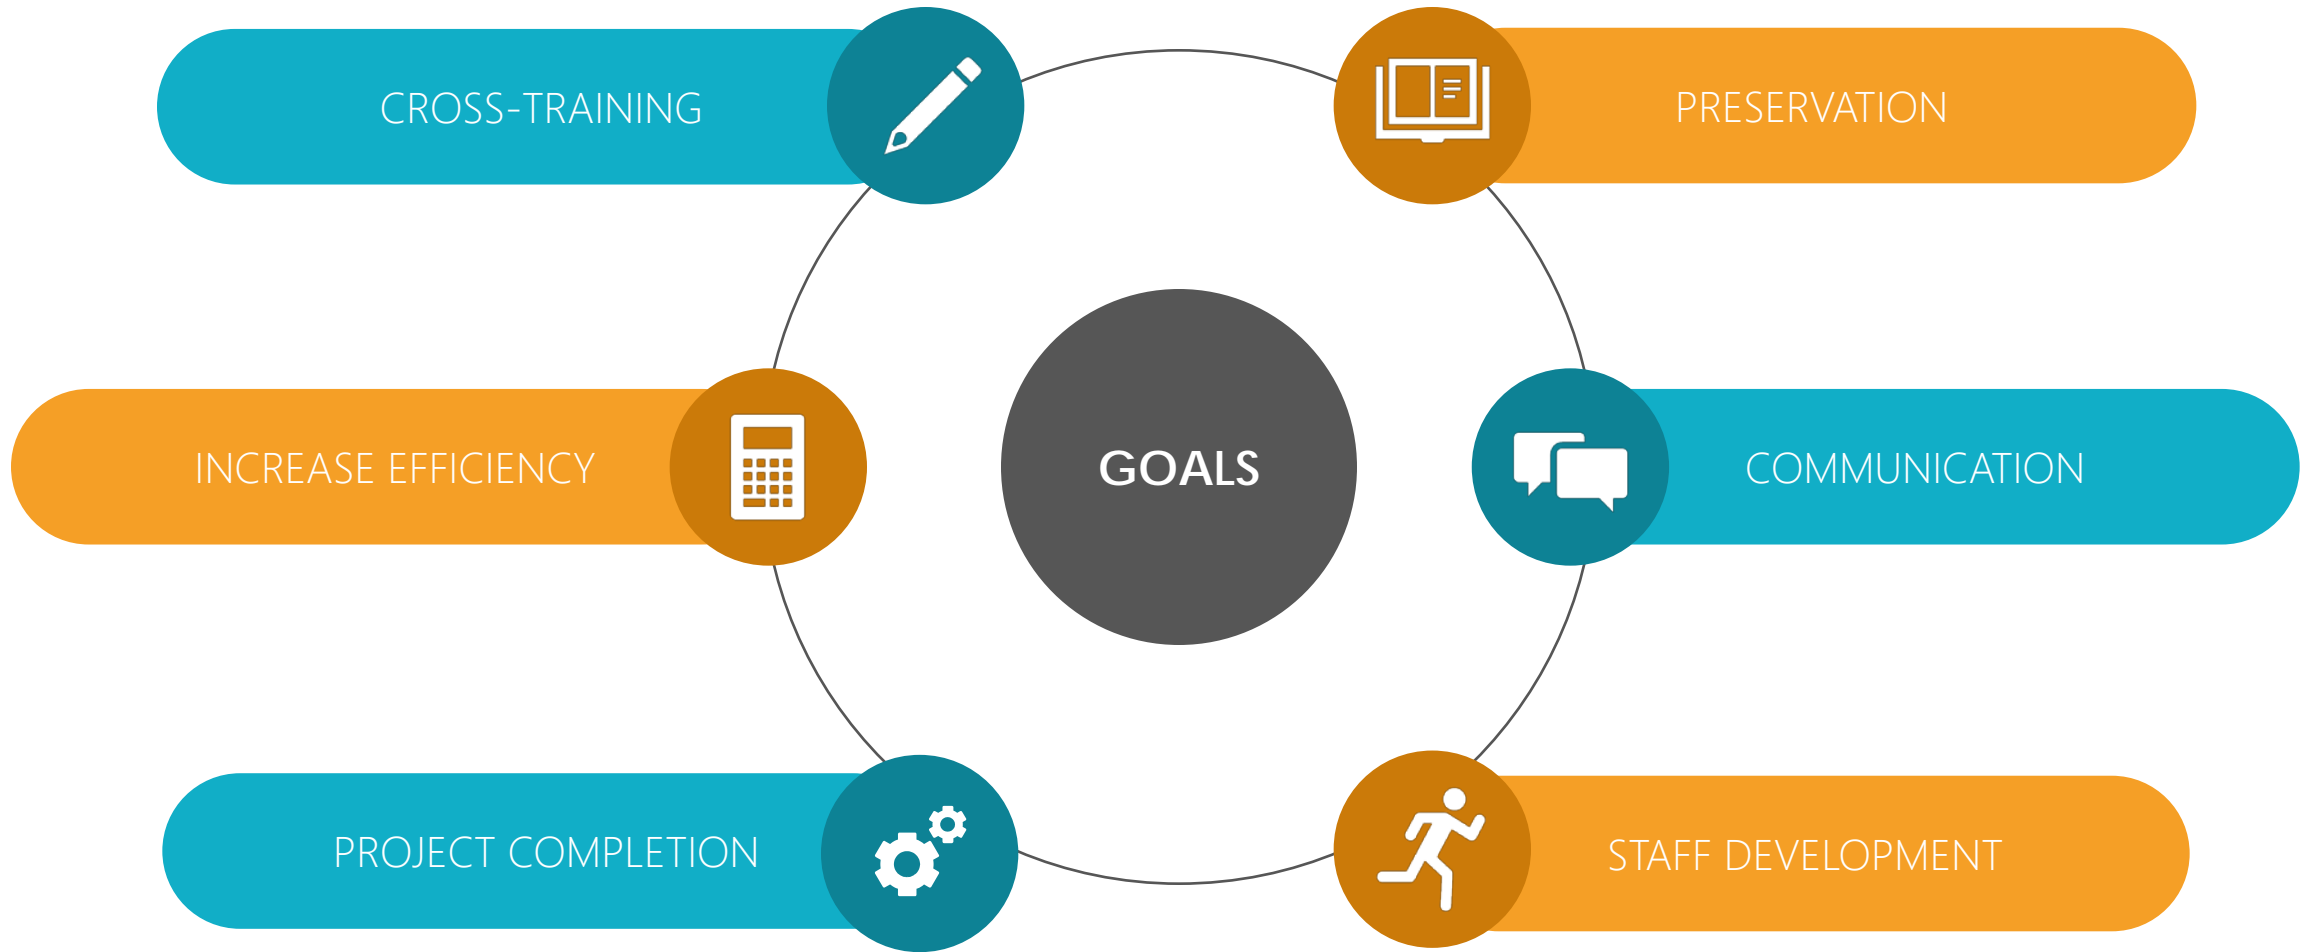 CROSS-TRAINING
PRESERVATION
INCREASE EFFICIENCY
GOALS
COMMUNICATION
PROJECT COMPLETION
STAFF DEVELOPMENT